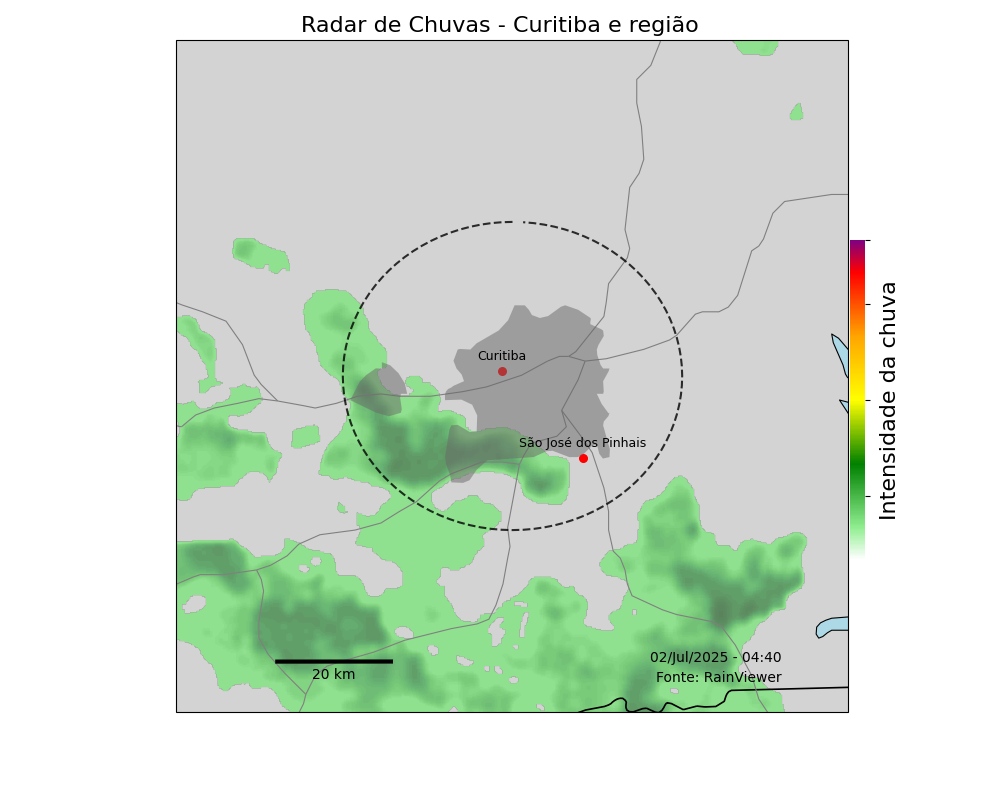 Radar de Chuvas - Curitiba e região
Curitiba
São José dos Pinhais
Intensidade da chuva
02/Jul/2025 - 04:40
Fonte: RainViewer
20 km